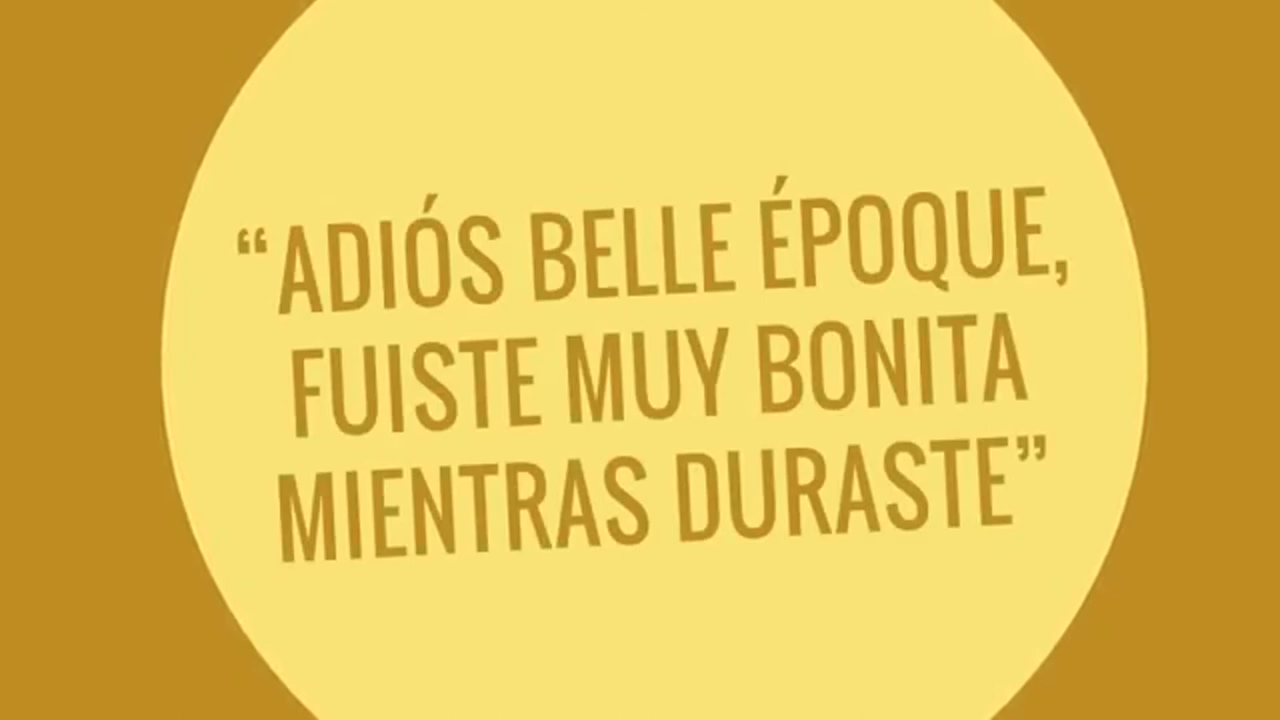 “ADIÓS BELLE ÉPOQUE,
FUISTE MUY BONITA
MIENTRAS DURASTE”